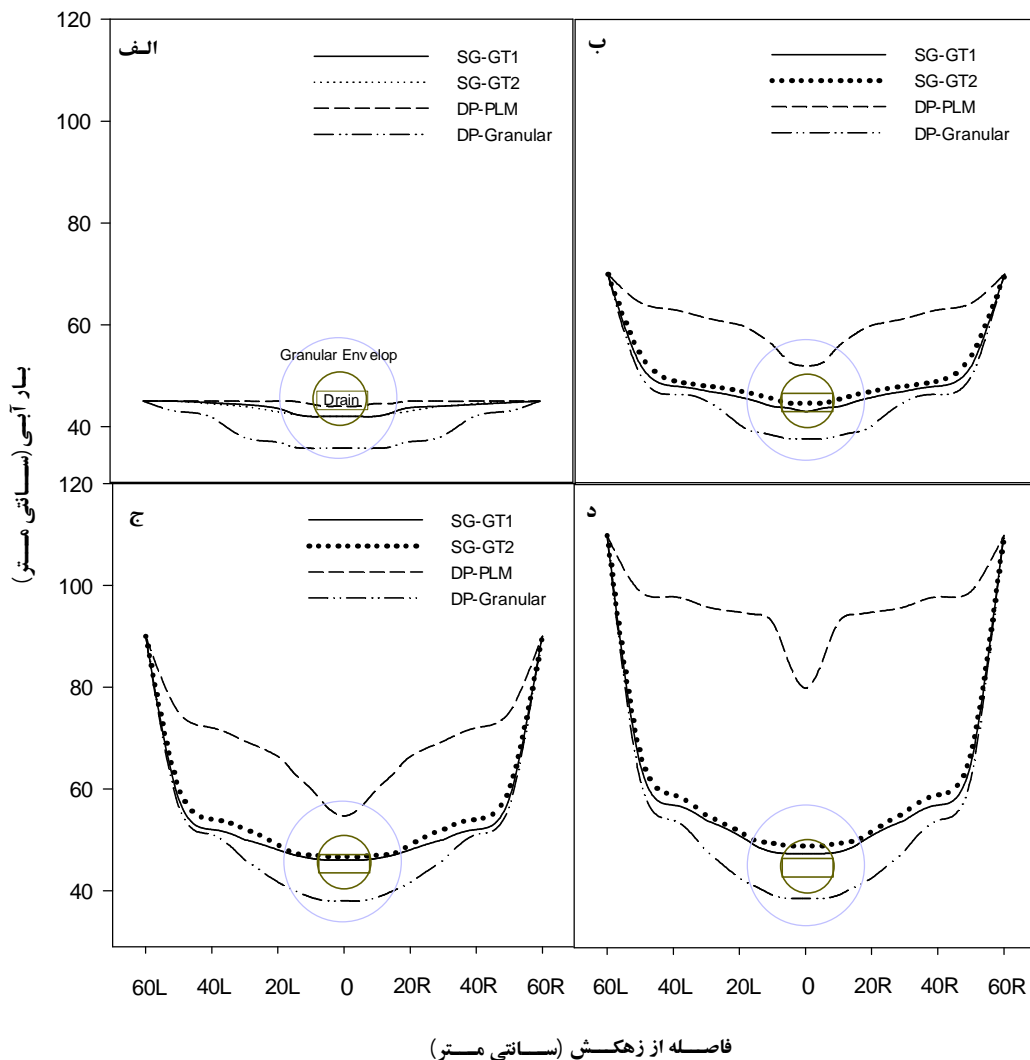 120
100
80
60
40
الف
SG-GT1
SG-GT2
DP-PLM
DP-Granular
Granular Envelop
Drain
ب
SG-GT1
SG-GT2
DP-PLM
DP-Granular
بار آبی (سانتی متر)
120
100
80
60
40
ج
SG-GT1
SG-GT2
DP-PLM
DP-Granular
د
60L 40L 20L 0 20R 40R 60R
60L 40L 20L 0 20R 40R 60R
فاصله از زهکش (سانتی متر)